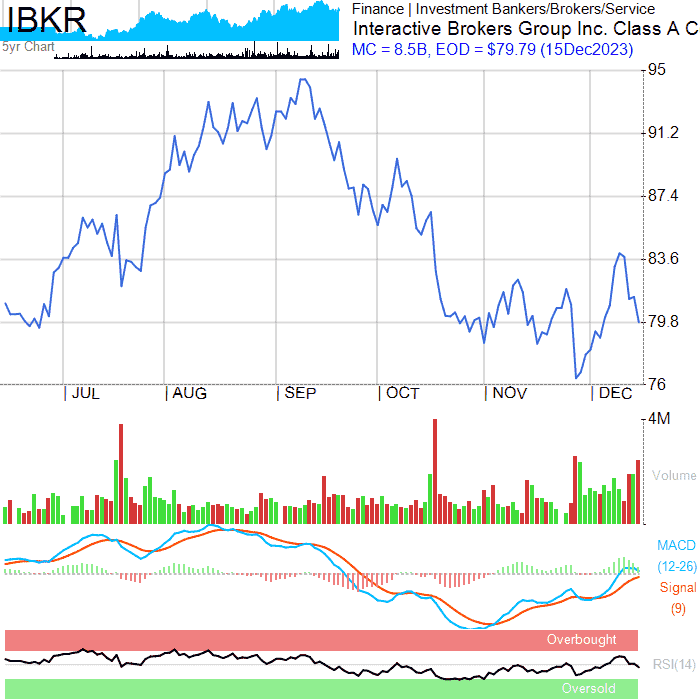 IBKR
5yr Chart
Finance | Investment Bankers/Brokers/Service
Interactive Brokers Group Inc. Class A C
MC = 8.5B, EOD = $79.79 (15Dec2023)
95
91.2
87.4
83.6
79.8
76
JUL AUG SEP OCT NOV DEC
4M
Volume
MACD
(12-26)
Signal
(9)
Overbought
RSI(14)
Oversold